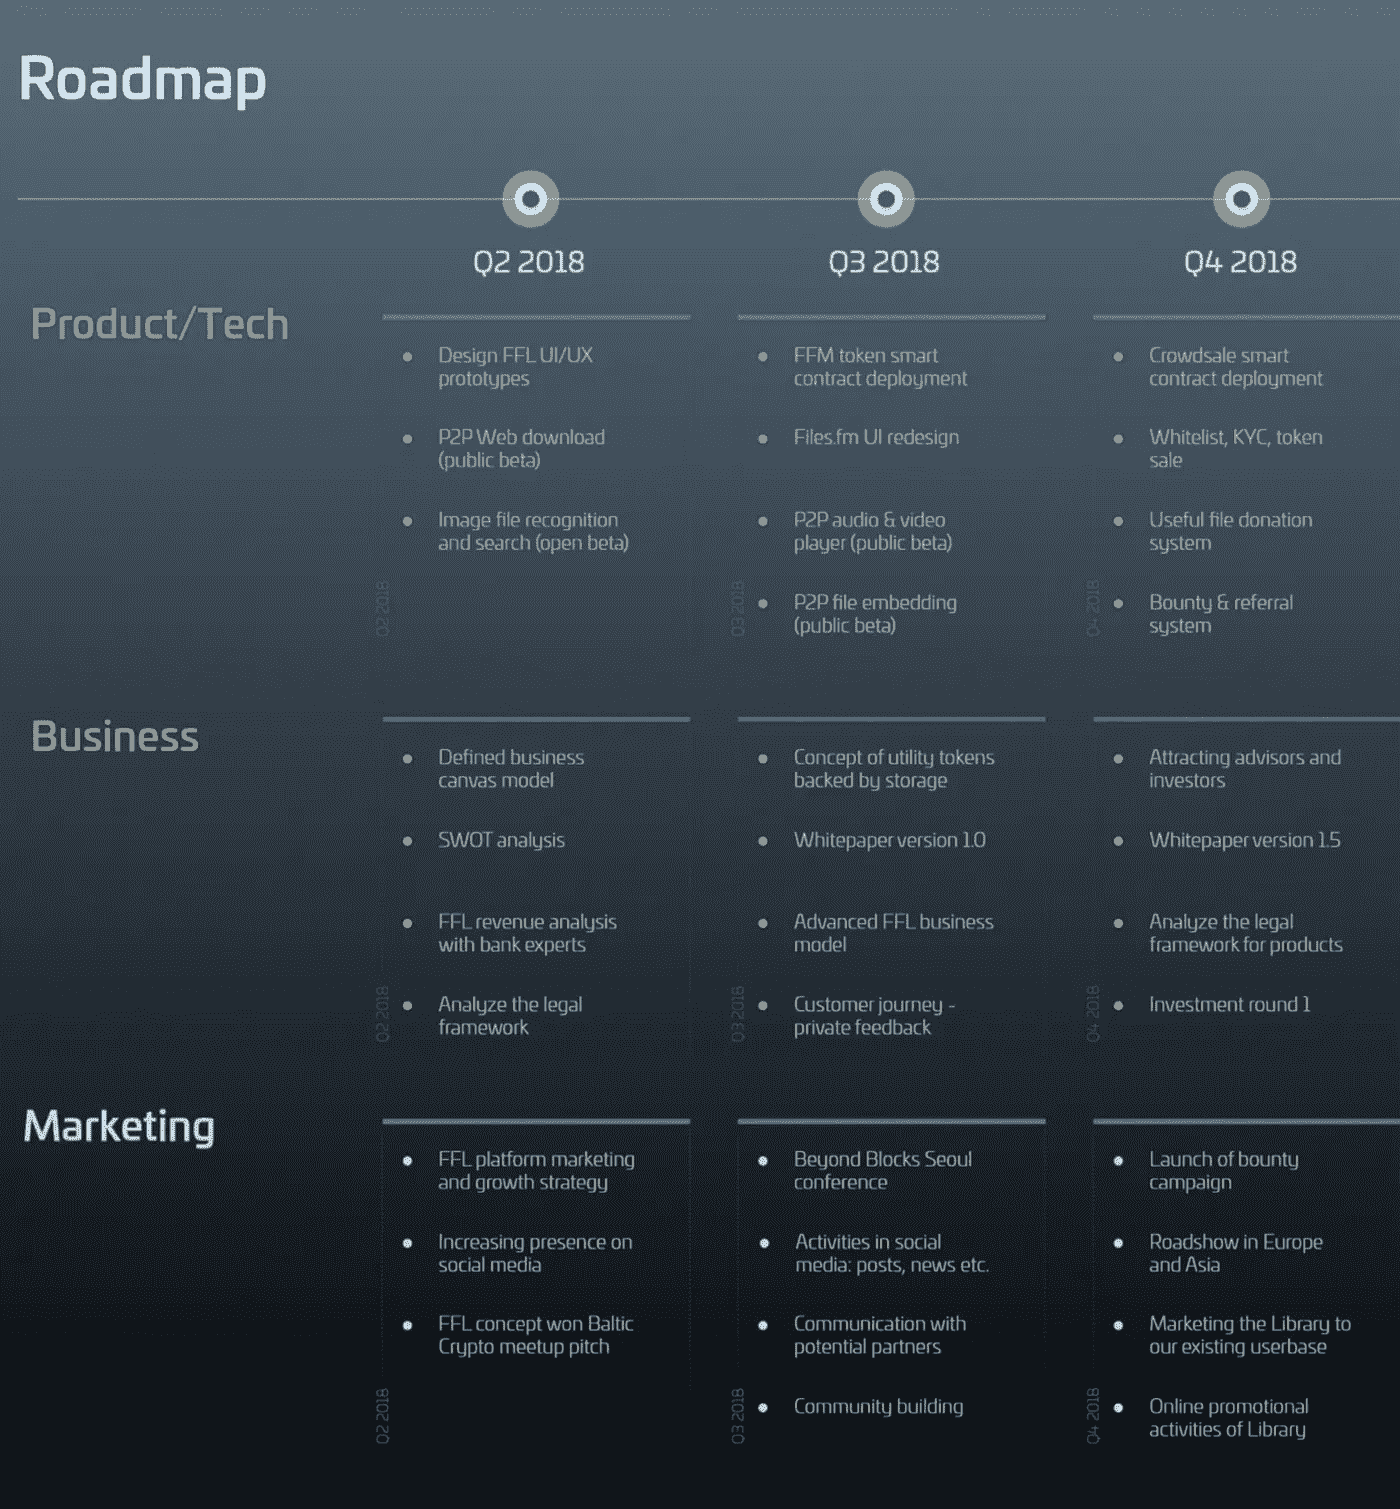 Roadmap
Q2 2018
Q3 2018
Q4 2018
Product/Tech
Design FFL UI/UX
prototypes
P2P Web download
(public beta)
Image file recognition
and search (open beta)
Q2 2018
FFM token smart
contract deployment
Files.fm UI redesign
P2P audio & video
player (public beta)
P2P file embedding
(public beta)
Q3 2018
Crowdsale smart
contract deployment
Whitelist, KYC, token
sale
Useful file donation
system
Bounty & referral
system
Q4 2018
Business
Defined business
canvas model
SWOT analysis
FFL revenue analysis
with bank experts
Analyze the legal
framework
Q2 2018
Concept of utility tokens
backed by storage
Whitepaper version 1.0
Advanced FFL business
model
Customer journey -
private feedback
Q3 2018
Attracting advisors and
investors
Whitepaper version 1.5
Analyze the legal
framework for products
Investment round 1
Q4 2018
Marketing
FFL platform marketing
and growth strategy
Increasing presence on
social media
FFL concept won Baltic
Crypto meetup pitch
Q2 2018
Beyond Blocks Seoul
conference
Activities in social
media: posts, news etc.
Communication with
potential partners
Community building
Q3 2018
Launch of bounty
campaign
Roadshow in Europe
and Asia
Marketing the Library to
our existing userbase
Online promotional
activities of Library
Q4 2018